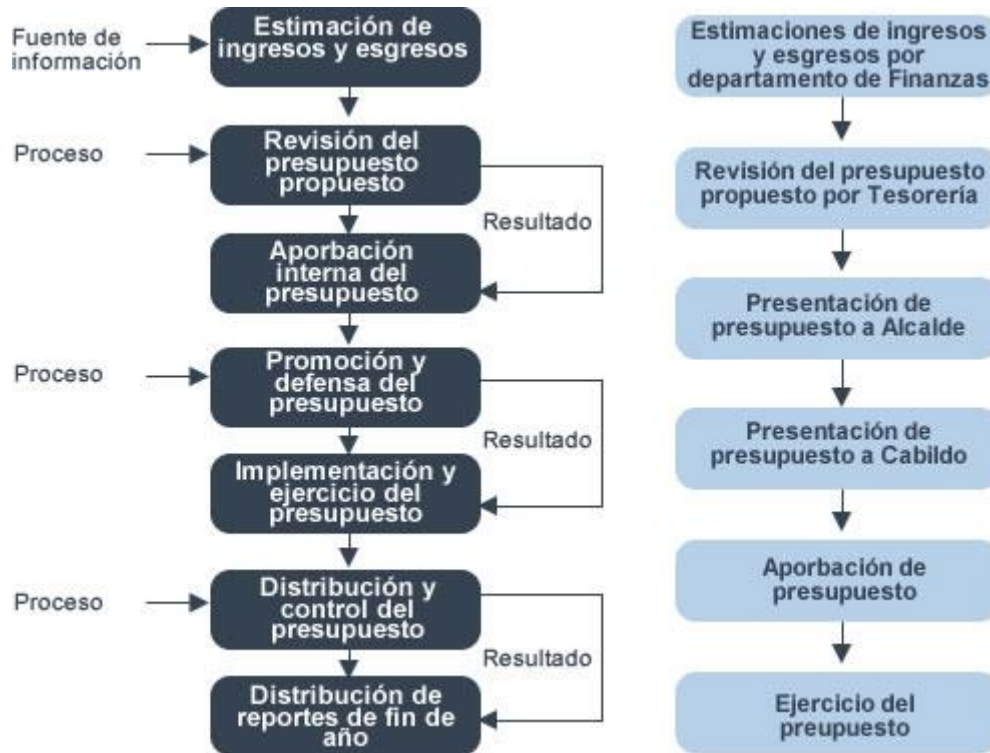 Fuente de
información
Estimación de
ingresos y esgresos
Proceso
Revisión del
presupuesto
propuesto
Resultado
Aporbación
interna del
presupuesto
Proceso
Promoción y
defensa del
presupuesto
Resultado
Implementación y
ejercicio del
presupuesto
Proceso
Distribución y
control del
presupuesto
Resultado
Distribución de
reportes de fin de
año
Estimaciones de ingresos
y esgresos por
departamento de Finanzas
Revisión del presupuesto
propuesto por Tesorería
Presentación de
presupuesto a Alcalde
Presentación de
presupuesto a Cabildo
Aporbación de
presupuesto
Ejercicio del
preupuesto